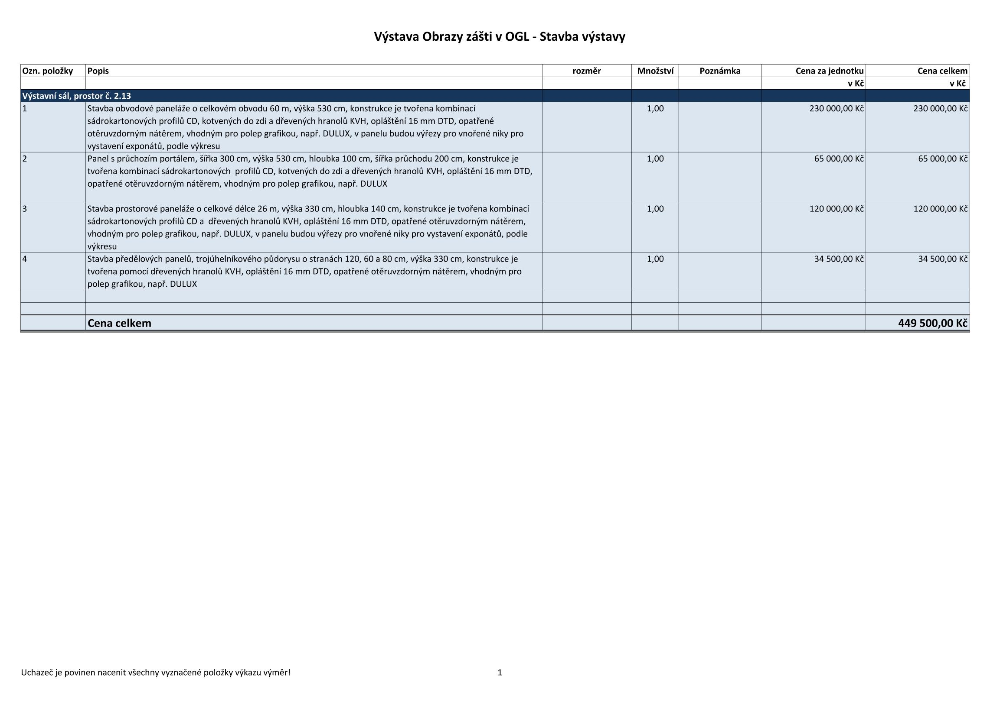 Výstava Obrazy zášti v OGL - Stavba výstavy
Ozn. položky Popis rozměr Množství Poznámka Cena za jednotku Cena celkem
v Kč v Kč
Výstavní sál, prostor č. 2.13
1 Stavba obvodové paneláže o celkovém obvodu 60 m, výška 530 cm, konstrukce je tvořena kombinací 1,00 230 000,00 Kč 230 000,00 Kč
sádrokartonových profilů CD, kotvených do zdi a dřevených hranolů KVH, opláštění 16 mm DTD, opatřené
otěruvzdorným nátěrem, vhodným pro polep grafikou, např. DULUX, v panelu budou výřezy pro vnořené niky pro
vystavení exponátů, podle výkresu
2 Panel s průchozím portálem, šířka 300 cm, výška 530 cm, hloubka 100 cm, šířka průchodu 200 cm, konstrukce je 1,00 65 000,00 Kč 65 000,00 Kč
tvořena kombinací sádrokartonových  profilů CD, kotvených do zdi a dřevených hranolů KVH, opláštění 16 mm DTD,
opatřené otěruvzdorným nátěrem, vhodným pro polep grafikou, např. DULUX
3 Stavba prostorové paneláže o celkové délce 26 m, výška 330 cm, hloubka 140 cm, konstrukce je tvořena kombinací 1,00 120 000,00 Kč 120 000,00 Kč
sádrokartonových profilů CD a  dřevených hranolů KVH, opláštění 16 mm DTD, opatřené otěruvzdorným nátěrem,
vhodným pro polep grafikou, např. DULUX, v panelu budou výřezy pro vnořené niky pro vystavení exponátů, podle
výkresu
4 Stavba předělových panelů, trojúhelníkového půdorysu o stranách 120, 60 a 80 cm, výška 330 cm, konstrukce je 1,00 34 500,00 Kč 34 500,00 Kč
tvořena pomocí dřevených hranolů KVH, opláštění 16 mm DTD, opatřené otěruvzdorným nátěrem, vhodným pro
polep grafikou, např. DULUX
Cena celkem 449 500,00 Kč
Uchazeč je povinen nacenit všechny vyznačené položky výkazu výměr! 1